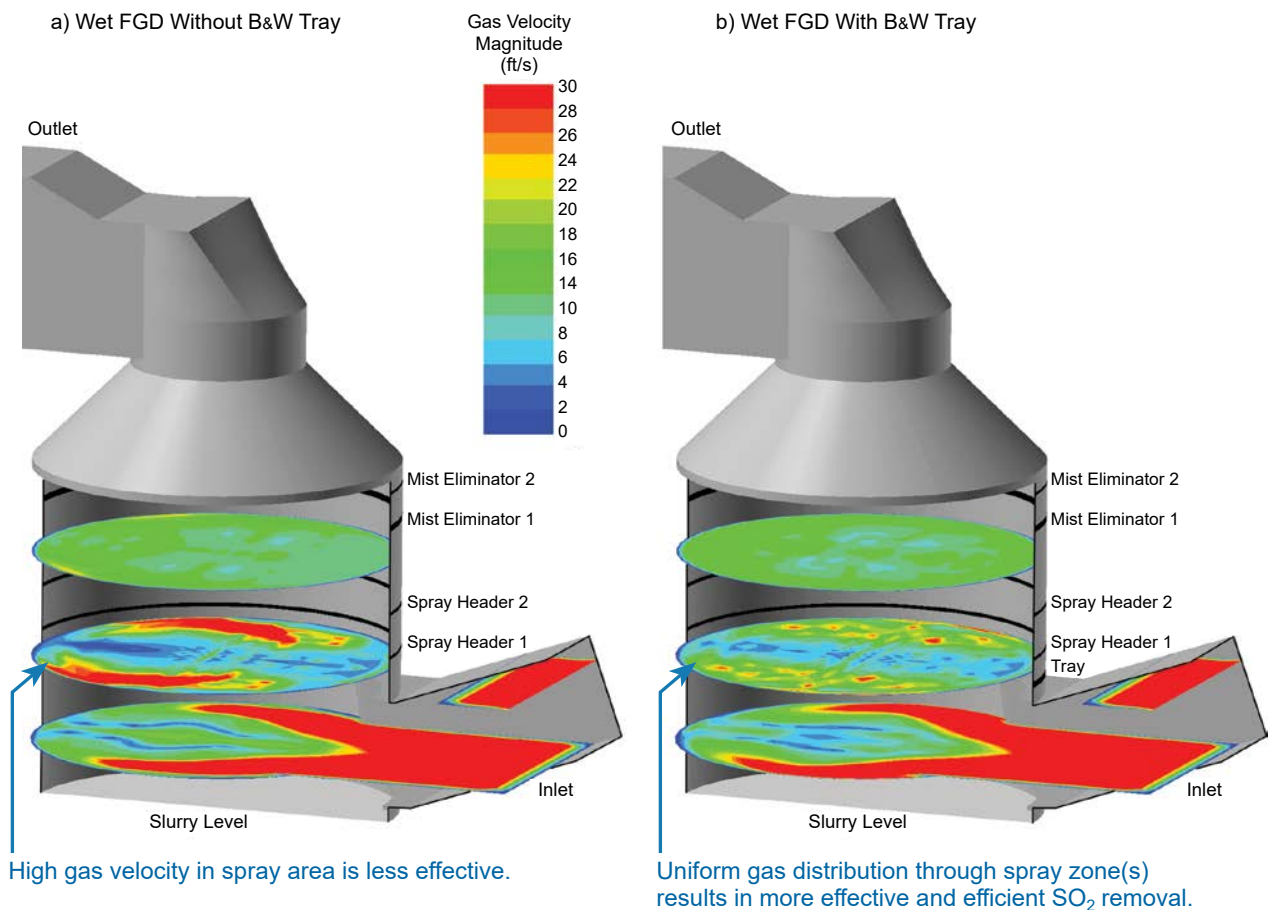 a) Wet FGD Without B&W Tray
Gas Velocity
Magnitude
(ft/s)
b) Wet FGD With B&W Tray
30
28
26
24
22
20
18
16
14
10
8
6
4
2
0
Outlet
Mist Eliminator 2
Mist Eliminator 1
Spray Header 2
Spray Header 1
Inlet
Slurry Level
High gas velocity in spray area is less effective.
Outlet
Mist Eliminator 2
Mist Eliminator 1
Spray Header 2
Spray Header 1
Tray
Inlet
Slurry Level
Uniform gas distribution through spray zone(s)
results in more effective and efficient SO₂ removal.